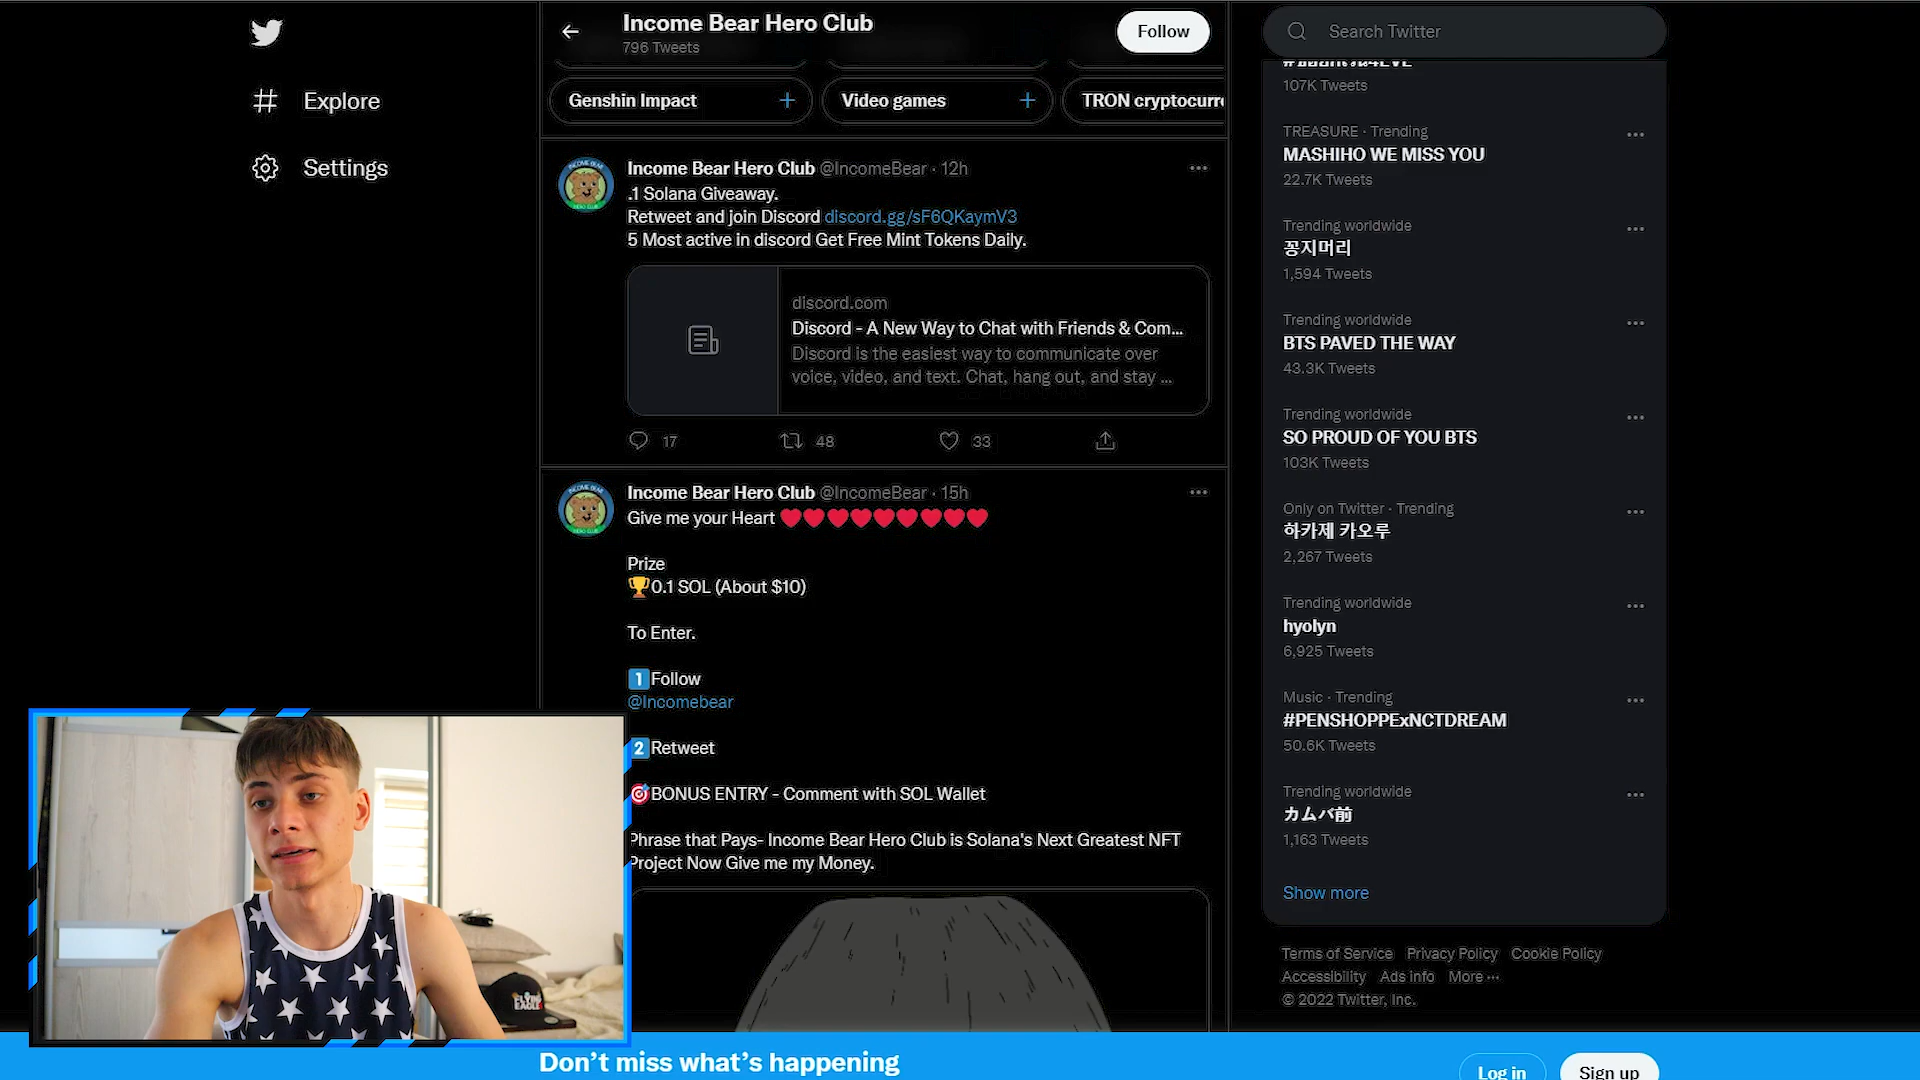 Income Bear Hero Club
796 Tweets
Follow
Search Twitter
Explore
Settings
Genshin Impact
Video games
TRON cryptocurre
107K Tweets
TREASURE · Trending
MASHIHO WE MISS YOU
22.7K Tweets
Trending worldwide
꽁지머리
1,594 Tweets
Trending worldwide
BTS PAVED THE WAY
43.3K Tweets
Trending worldwide
SO PROUD OF YOU BTS
103K Tweets
Only on Twitter · Trending
하카제 카오루
2,267 Tweets
Trending worldwide
hyolyn
6,925 Tweets
Music · Trending
#PENSHOPPExNCTDREAM
50.6K Tweets
Trending worldwide
カムバ前
1,163 Tweets
Show more
Terms of Service Privacy Policy Cookie Policy
Accessibility Ads info More ···
© 2022 Twitter, Inc.
Income Bear Hero Club @IncomeBear · 12h
.1 Solana Giveaway.
Retweet and join Discord discord.gg/sF6QKaymV3
5 Most active in discord Get Free Mint Tokens Daily.
discord.com
Discord - A New Way to Chat with Friends & Com...
Discord is the easiest way to communicate over
voice, video, and text. Chat, hang out, and stay ...
17 48 33
Income Bear Hero Club @IncomeBear · 15h
Give me your Heart ❤❤❤❤❤❤❤❤❤
Prize
🏆0.1 SOL (About $10)
To Enter.
1️⃣Follow
@Incomebear
2️⃣Retweet
🎯BONUS ENTRY - Comment with SOL Wallet
Phrase that Pays- Income Bear Hero Club is Solana's Next Greatest NFT
Project Now Give me my Money.
FLYING
EAGLE
Don't miss what's happening
Log in
Sign up